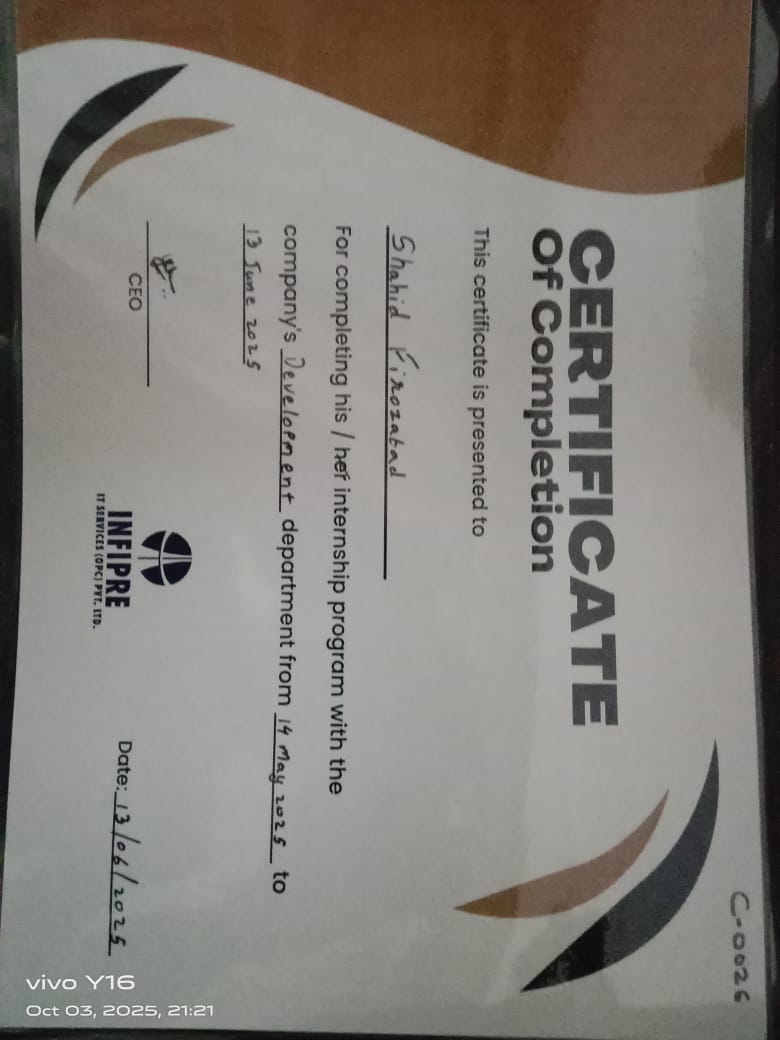 C-0026
CERTIFICATE
Of Completion
This certificate is presented to
Shahid Firozabad
For completing his / her internship program with the
company's Development department from 14 May 2025 to
13 June 2025
CEO
INFIPRE
IT SERVICES (OPC) PVT. LTD.
Date: 13/06/2025
vivo Y16
Oct 03, 2025, 21:21